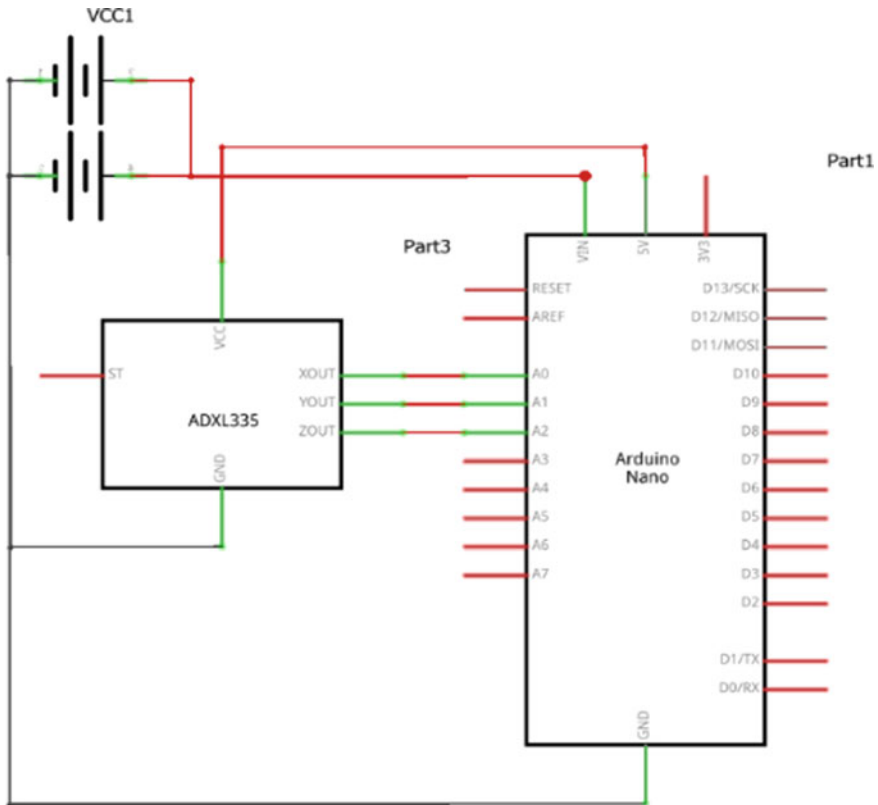 VCC1
Part1
Part3
VIN
5V
3V3
RESET
AREF
D13/SCK
D12/MISO
D11/MOSI
VCC
ST
XOUT
YOUT
ZOUT
ADXL335
GND
A0
A1
A2
A3
A4
A5
A6
A7
Arduino
Nano
D10
D9
D8
D7
D6
D5
D4
D3
D2
D1/TX
D0/RX
GND